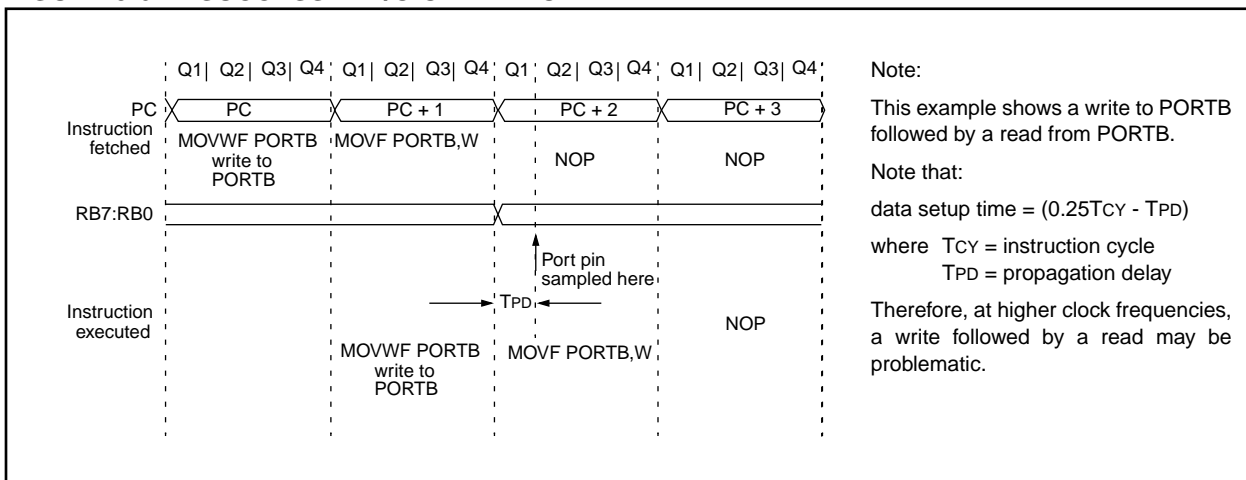 Q1| Q2| Q3| Q4 Q1| Q2| Q3| Q4 Q1 Q2| Q3| Q4 Q1| Q2| Q3| Q4
PC PC PC + 1 PC + 2 PC + 3
Instruction
fetched
MOVWF PORTB
write to
PORTB
MOVF PORTB,W
NOP
NOP
RB7:RB0
Port pin
sampled here
TPD
Instruction
executed
MOVWF PORTB
write to
PORTB
MOVF PORTB,W
NOP
Note:
This example shows a write to PORTB
followed by a read from PORTB.
Note that:
data setup time = (0.25TCY - TPD)
where TCY = instruction cycle
TPD = propagation delay
Therefore, at higher clock frequencies,
a write followed by a read may be
problematic.